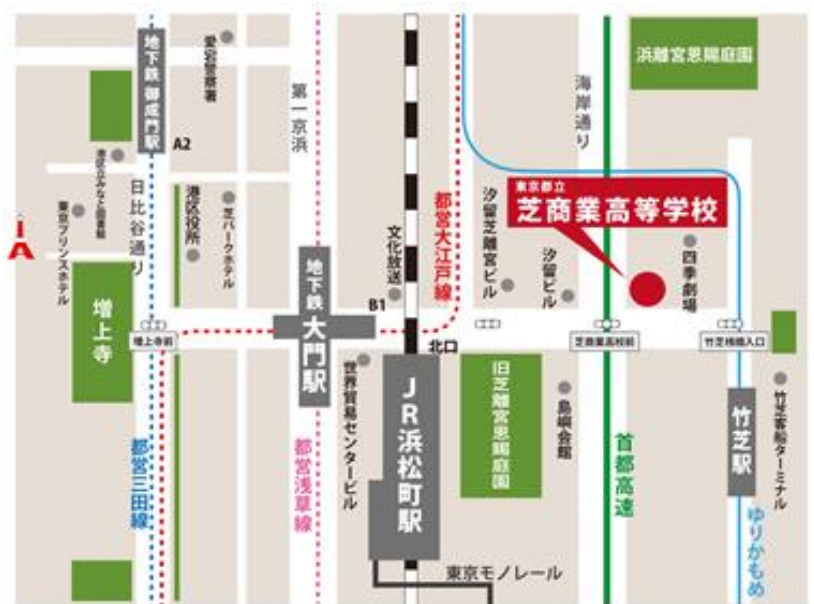 地下鉄御成門駅
愛宕警察署
A2
港区立みなと図書館
日比谷通り
東京プリンスホテル
港区役所
芝パークホテル
増上寺
増上寺前
都営三田線
第一京浜
地下鉄
大門駅
都営浅草線
文化放送
B1
世界貿易センタービル
北口
JR浜松町駅
東京モノレール
都営大江戸線
汐留芝離宮ビル
汐留ビル
旧芝離宮恩賜庭園
島嶼会館
海岸通り
浜離宮恩賜庭園
東京都立
芝商業高等学校
四季劇場
芝商業高校前
竹芝桟橋入口
首都高速
竹芝駅
竹芝客船ターミナル
ゆりかもめ